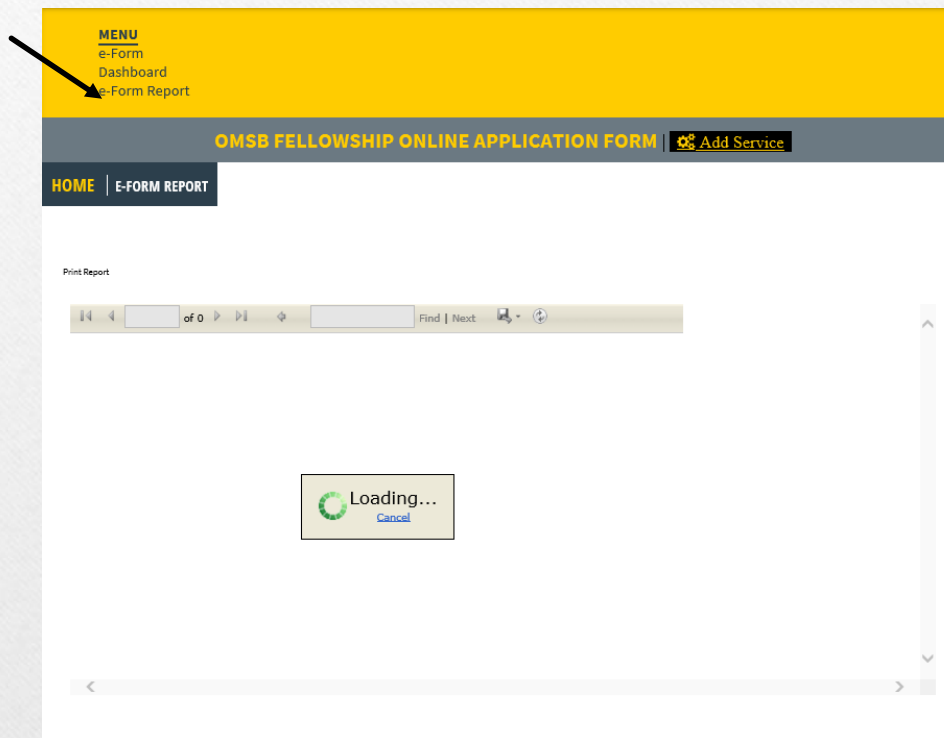 MENU
e-Form
Dashboard
e-Form Report
OMSB FELLOWSHIP ONLINE APPLICATION FORM | Add Service
HOME | E-FORM REPORT
Print Report
of 0 Find | Next
Loading...
Cancel